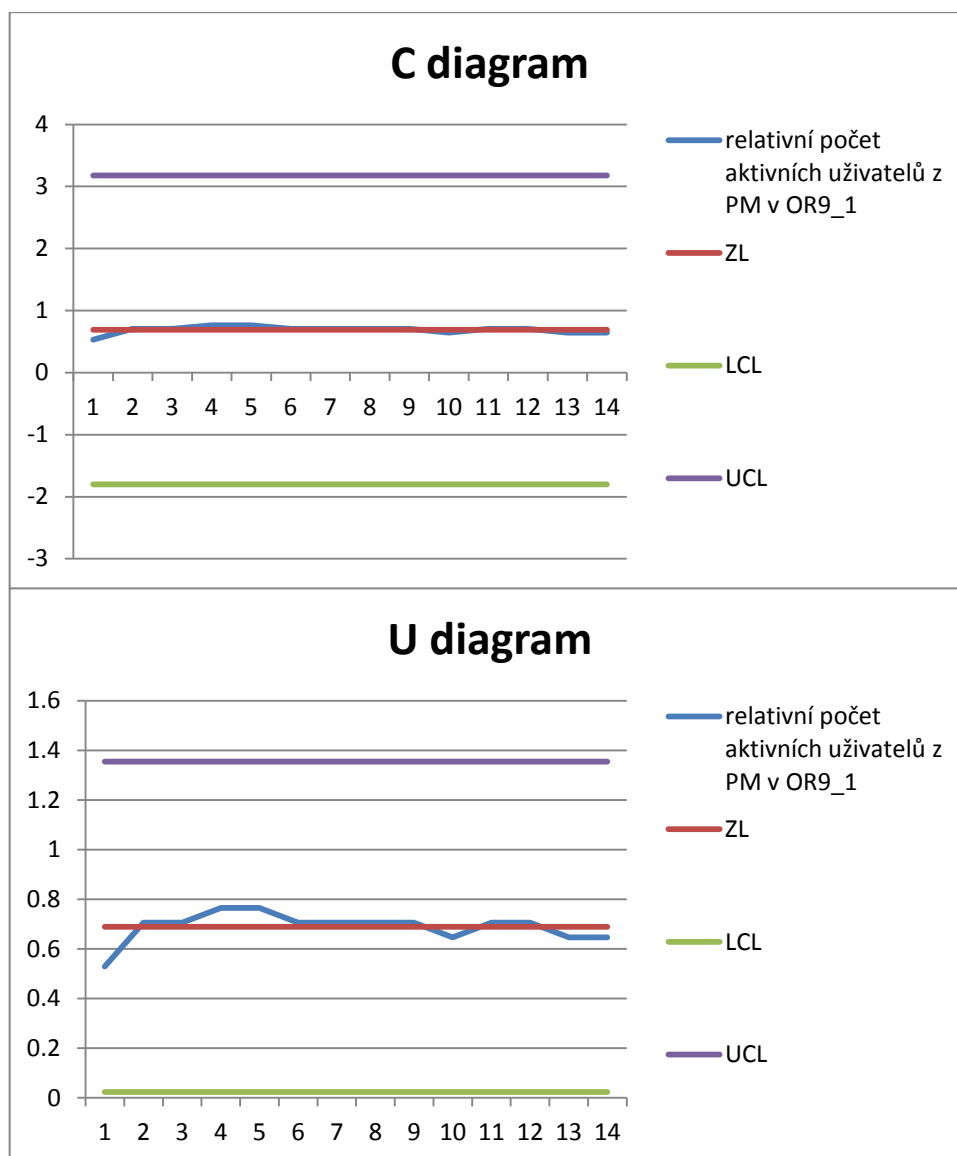 C diagram
4
3
2
1
0
-1
-2
-3
1 2 3 4 5 6 7 8 9 10 11 12 13 14
relativní počet
aktivních uživatelů z
PM v OR9_1
ZL
LCL
UCL
U diagram
1.6
1.4
1.2
1
0.8
0.6
0.4
0.2
0
1 2 3 4 5 6 7 8 9 10 11 12 13 14
relativní počet
aktivních uživatelů z
PM v OR9_1
ZL
LCL
UCL